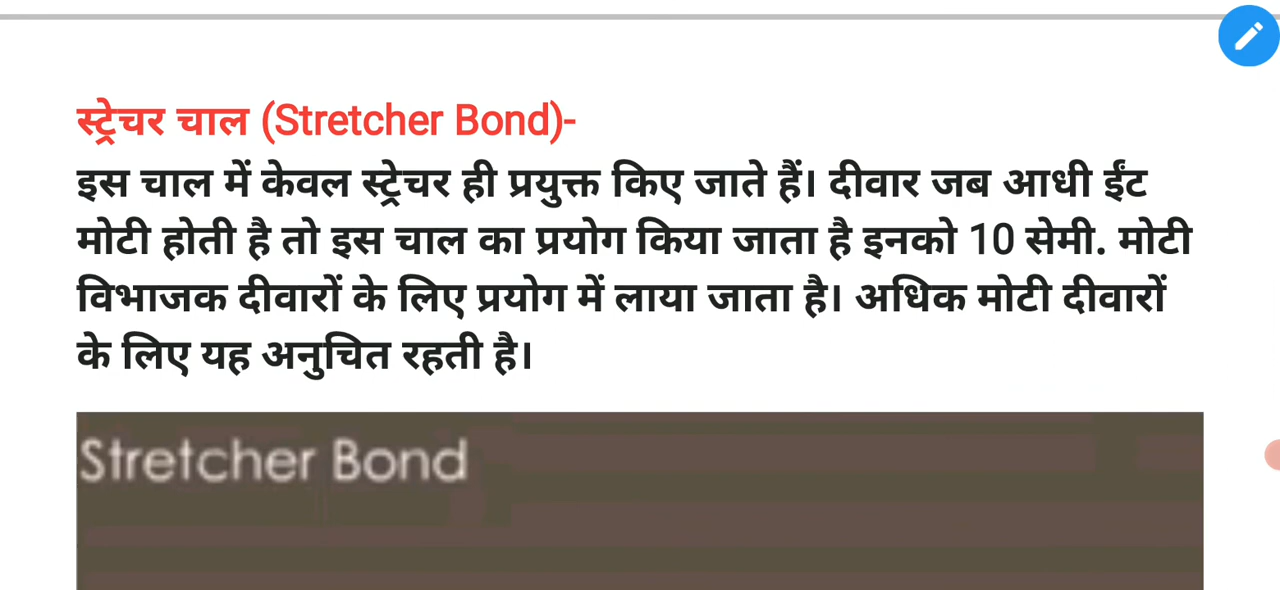 स्ट्रेचर चाल (Stretcher Bond)-
इस चाल में केवल स्ट्रेचर ही प्रयुक्त किए जाते हैं। दीवार जब आधी ईंट
मोटी होती है तो इस चाल का प्रयोग किया जाता है इनको 10 सेमी. मोटी
विभाजक दीवारों के लिए प्रयोग में लाया जाता है। अधिक मोटी दीवारों
के लिए यह अनुचित रहती है।
Stretcher Bond